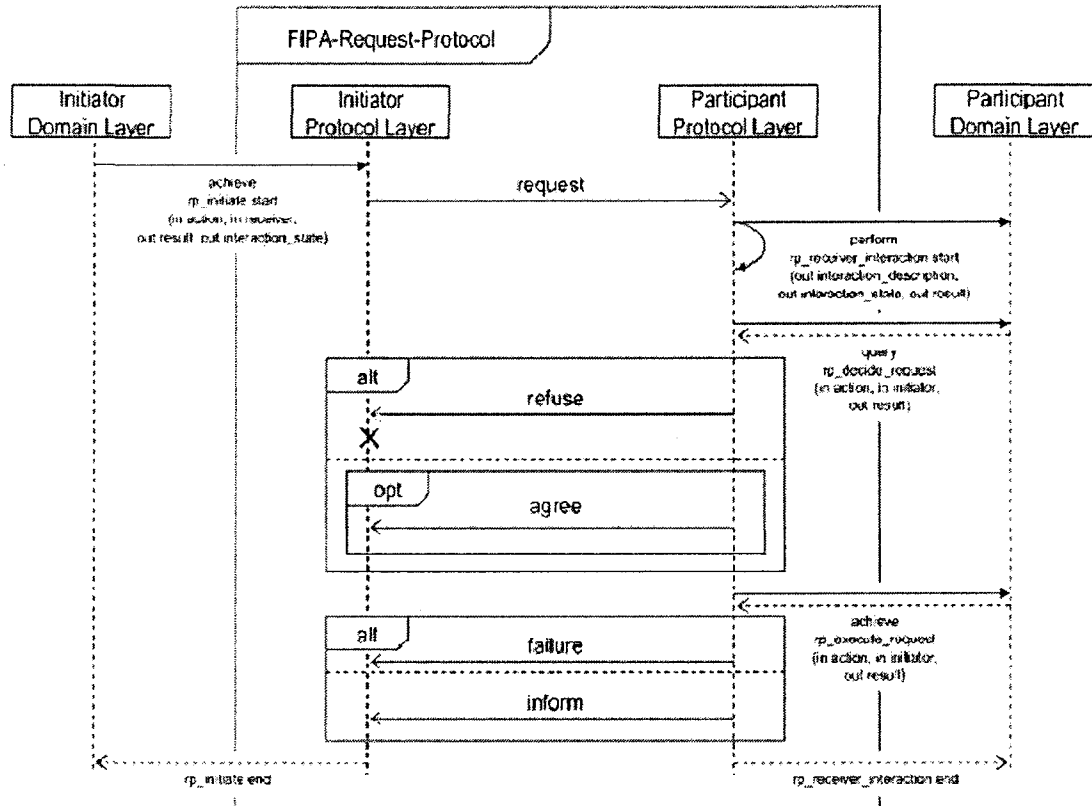 FIPA-Request-Protocol
Initiator
Domain Layer
Initiator
Protocol Layer
Participant
Protocol Layer
Participant
Domain Layer
achieve
rp_initiate start
(in action, in receiver,
out result, out interaction_state)
request
perform
rp_receiver_interaction start
(out interaction_description,
out interaction_state, out result)
query
rp_decide_request
(in action, in initiator,
out result)
alt
refuse
opt
agree
achieve
rp_execute_request
(in action, in initiator,
out result)
alt
failure
inform
rp_initiate end
rp_receiver_interaction end